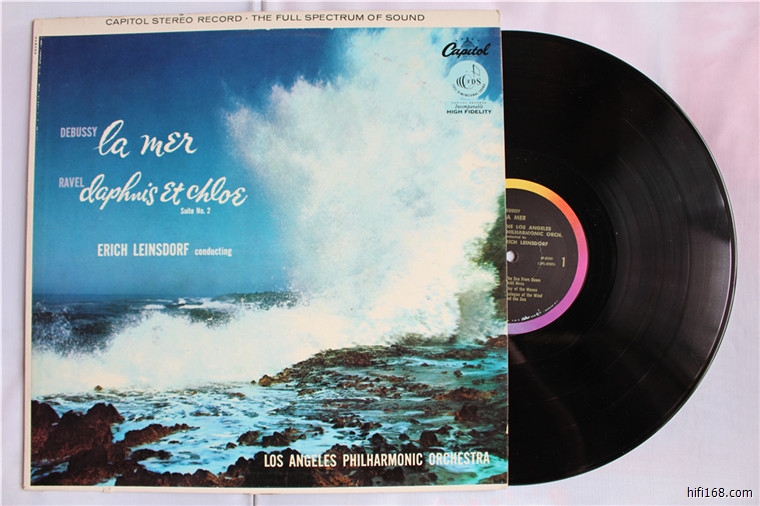 CAPITOL STEREO RECORD · THE FULL SPECTRUM OF SOUND
Capitol
FDS
Incomparable
HIGH FIDELITY
DEBUSSY la mer
RAVEL daphnis et chloe
Suite No. 2
ERICH LEINSDORF conducting
LOS ANGELES PHILHARMONIC ORCHESTRA
LA MER
THE LOS ANGELES
PHILHARMONIC ORCH.
ERICH LEINSDORF
1
hifi168.com